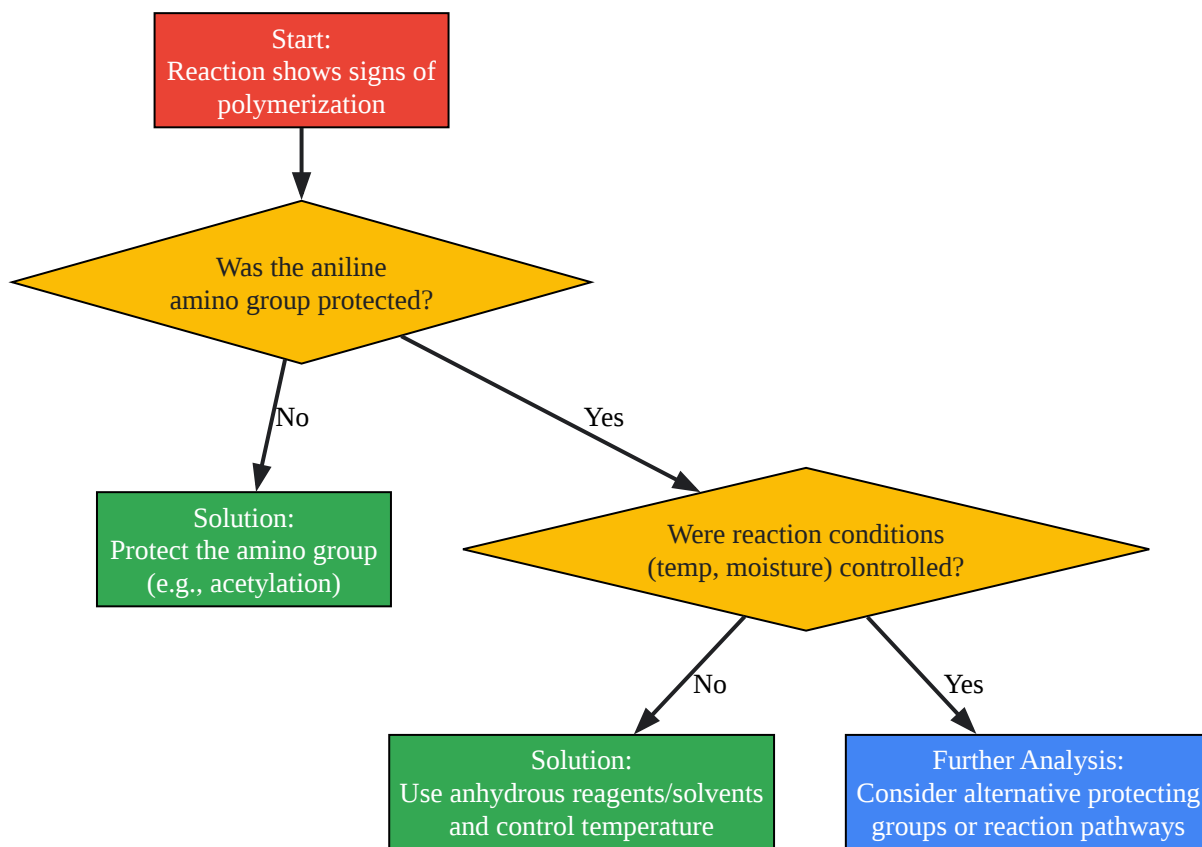 Start:
Reaction shows signs of
polymerization
Was the aniline
amino group protected?
No
Yes
Solution:
Protect the amino group
(e.g., acetylation)
Were reaction conditions
(temp, moisture) controlled?
No
Yes
Solution:
Use anhydrous reagents/solvents
and control temperature
Further Analysis:
Consider alternative protecting
groups or reaction pathways